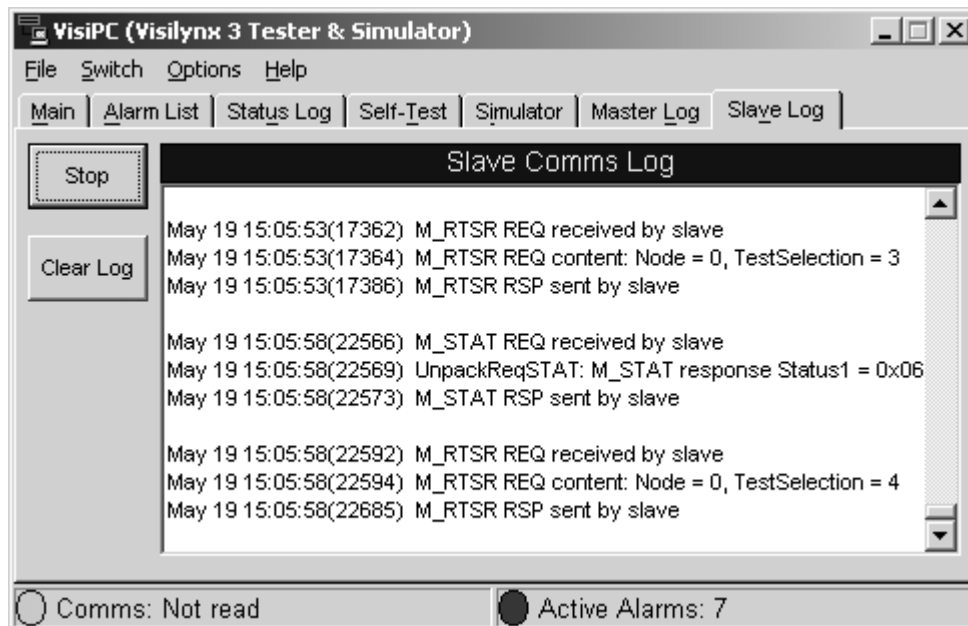 VisiPC (Visilynx 3 Tester & Simulator)
File Switch Options Help
Main Alarm List Status Log Self-Test Simulator Master Log Slave Log
Stop
Clear Log
Slave Comms Log
May 19 15:05:53(17362) M_RTSR REQ received by slave
May 19 15:05:53(17364) M_RTSR REQ content: Node = 0, TestSelection = 3
May 19 15:05:53(17386) M_RTSR RSP sent by slave
May 19 15:05:58(22566) M_STAT REQ received by slave
May 19 15:05:58(22569) UnpackReqSTAT: M_STAT response Status1 = 0x06
May 19 15:05:58(22573) M_STAT RSP sent by slave
May 19 15:05:58(22592) M_RTSR REQ received by slave
May 19 15:05:58(22594) M_RTSR REQ content: Node = 0, TestSelection = 4
May 19 15:05:58(22685) M_RTSR RSP sent by slave
Comms: Not read
Active Alarms: 7